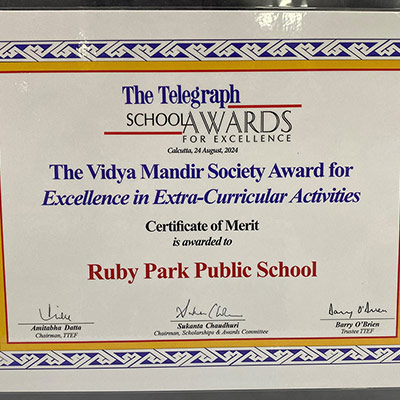 The Telegraph
SCHOOL AWARDS
FOR EXCELLENCE
Calcutta, 24 August, 2024
The Vidya Mandir Society Award for
Excellence in Extra-Curricular Activities
Certificate of Merit
is awarded to
Ruby Park Public School
Amitabha Datta
Chairman, TTEF
Sukanta Chaudhuri
Chairman, Scholarships & Awards Committee
Barry O'Brien
Barry O'Brien
Trustee TTEF